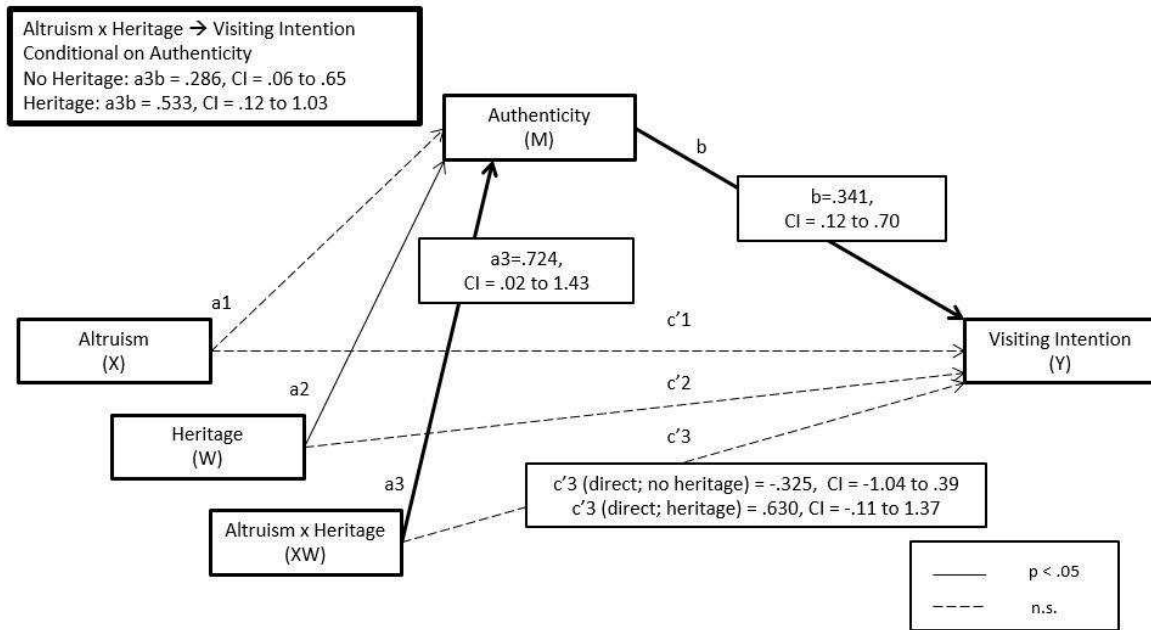 Altruism x Heritage → Visiting Intention
Conditional on Authenticity
No Heritage: a3b = .286, CI = .06 to .65
Heritage: a3b = .533, CI = .12 to 1.03
Authenticity
(M)
b
b=.341,
CI = .12 to .70
a3=.724,
CI = .02 to 1.43
a1
Altruism
(X)
c'1
Visiting Intention
(Y)
a2
c'2
Heritage
(W)
c'3
a3
c'3 (direct; no heritage) = -.325, CI = -1.04 to .39
c'3 (direct; heritage) = .630, CI = -.11 to 1.37
Altruism x Heritage
(XW)
p < .05
n.s.